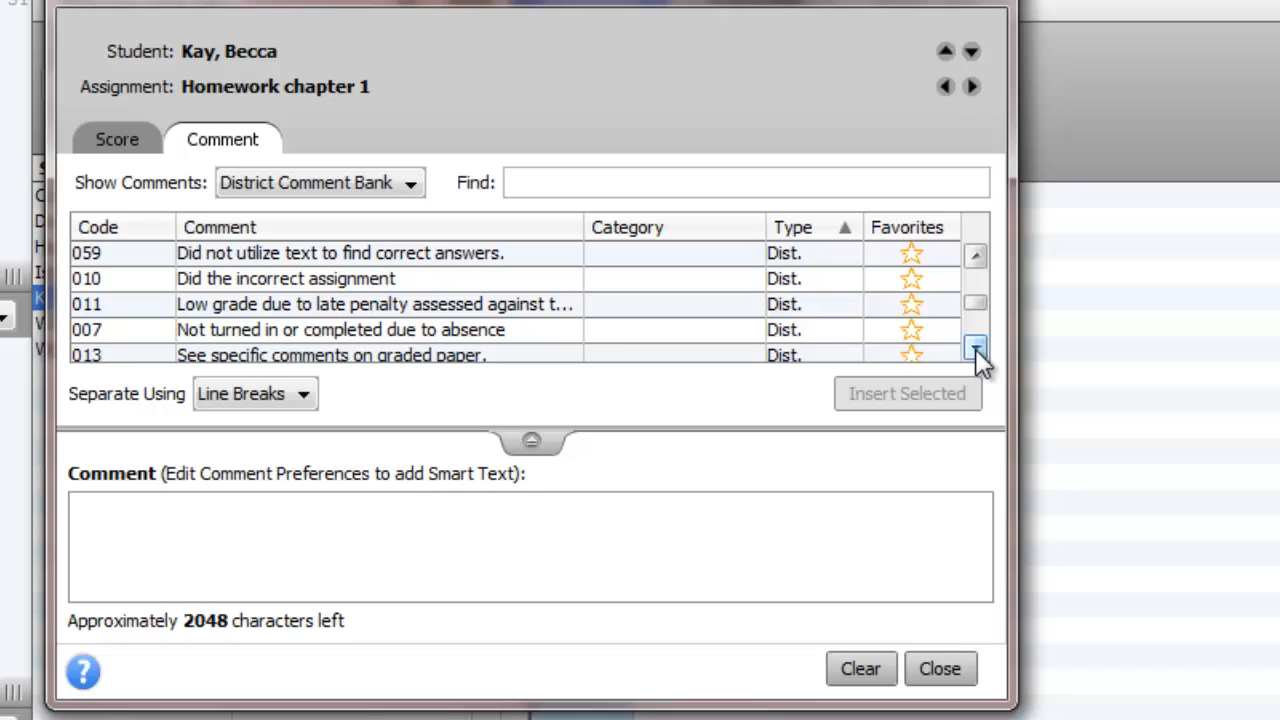 Student: Kay, Becca
Assignment: Homework chapter 1
Score Comment
Show Comments: District Comment Bank Find:
Code Comment Category Type Favorites
059 Did not utilize text to find correct answers. Dist.
010 Did the incorrect assignment Dist.
011 Low grade due to late penalty assessed against t... Dist.
007 Not turned in or completed due to absence Dist.
013 See specific comments on graded paper. Dist.
Separate Using Line Breaks Insert Selected
Comment (Edit Comment Preferences to add Smart Text):
Approximately 2048 characters left
? Clear Close